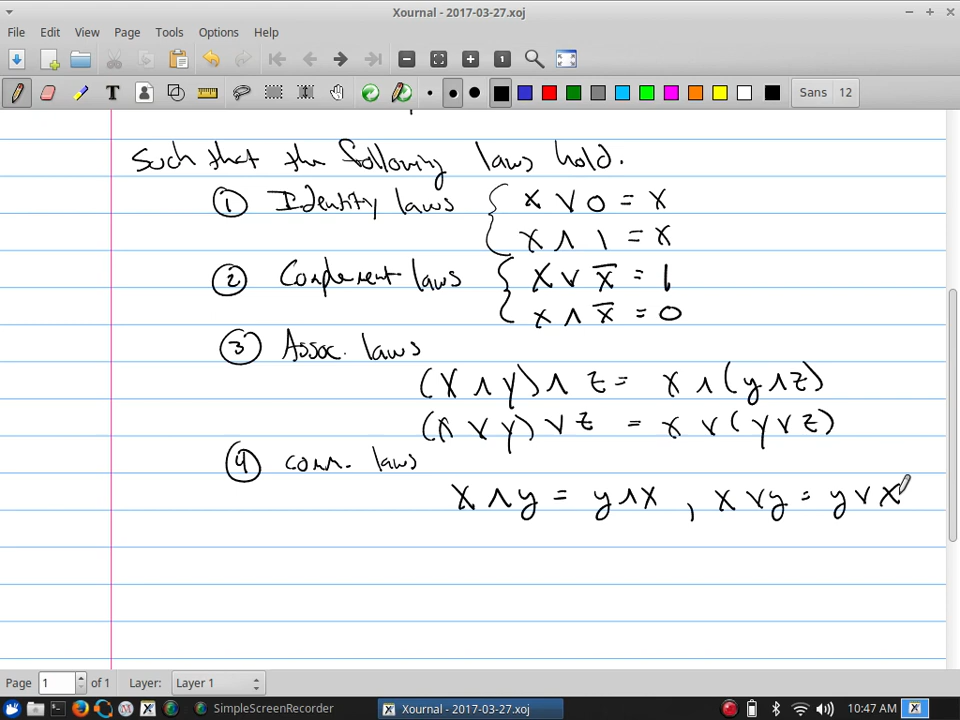 Xournal - 2017-03-27.xoj
File Edit View Page Tools Options Help
Sans 12
Such that the following laws hold.
① Identity laws { x ∨ 0 = x
x ∧ 1 = x
② Complement laws { x ∨ x̅ = 1
x ∧ x̅ = 0
③ Assoc. laws
(x ∧ y) ∧ z = x ∧ (y ∧ z)
(x ∨ y) ∨ z = x ∨ (y ∨ z)
④ comm. laws
x ∧ y = y ∧ x , x ∨ y = y ∨ x
Page 1 of 1 Layer: Layer 1
SimpleScreenRecorder Xournal - 2017-03-27.xoj 10:47 AM